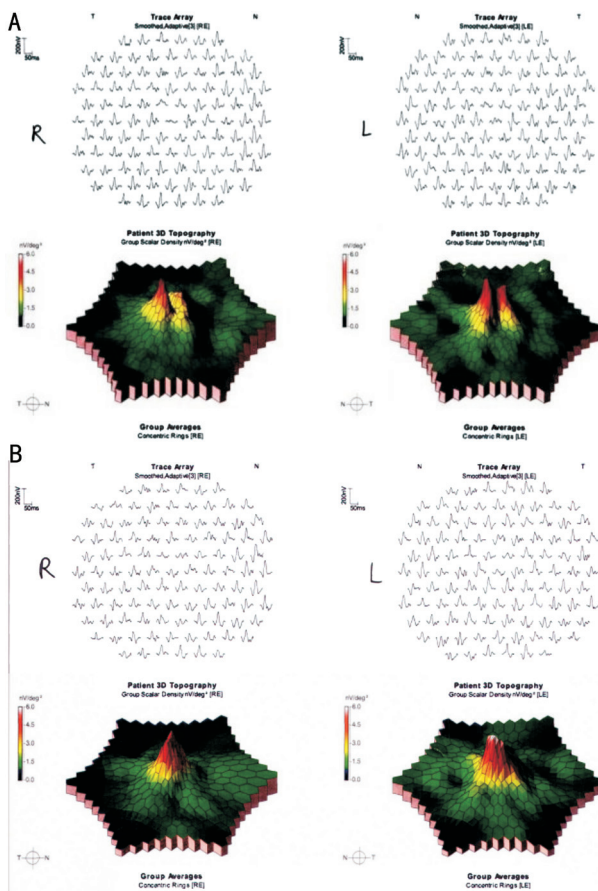 A
T Trace Array N
Smoothed,Adaptive[3] [RE]
200nV
50ms
R
N Trace Array T
Smoothed,Adaptive[3] [LE]
200nV
50ms
L
Patient 3D Topography
Group Scalar Density nV/deg² [RE]
nV/deg²
6.0
4.5
3.0
1.5
0.0
T N
Group Averages
Concentric Rings [RE]
Patient 3D Topography
Group Scalar Density nV/deg² [LE]
nV/deg²
6.0
4.5
3.0
1.5
0.0
N T
Group Averages
Concentric Rings [LE]
B
T Trace Array N
Smoothed,Adaptive[3] [RE]
200nV
50ms
R
N Trace Array T
Smoothed,Adaptive[3] [LE]
200nV
50ms
L
Patient 3D Topography
Group Scalar Density nV/deg² [RE]
nV/deg²
6.0
4.5
3.0
1.5
0.0
T N
Group Averages
Concentric Rings [RE]
Patient 3D Topography
Group Scalar Density nV/deg² [LE]
nV/deg²
6.0
4.5
3.0
1.5
0.0
N T
Group Averages
Concentric Rings [LE]